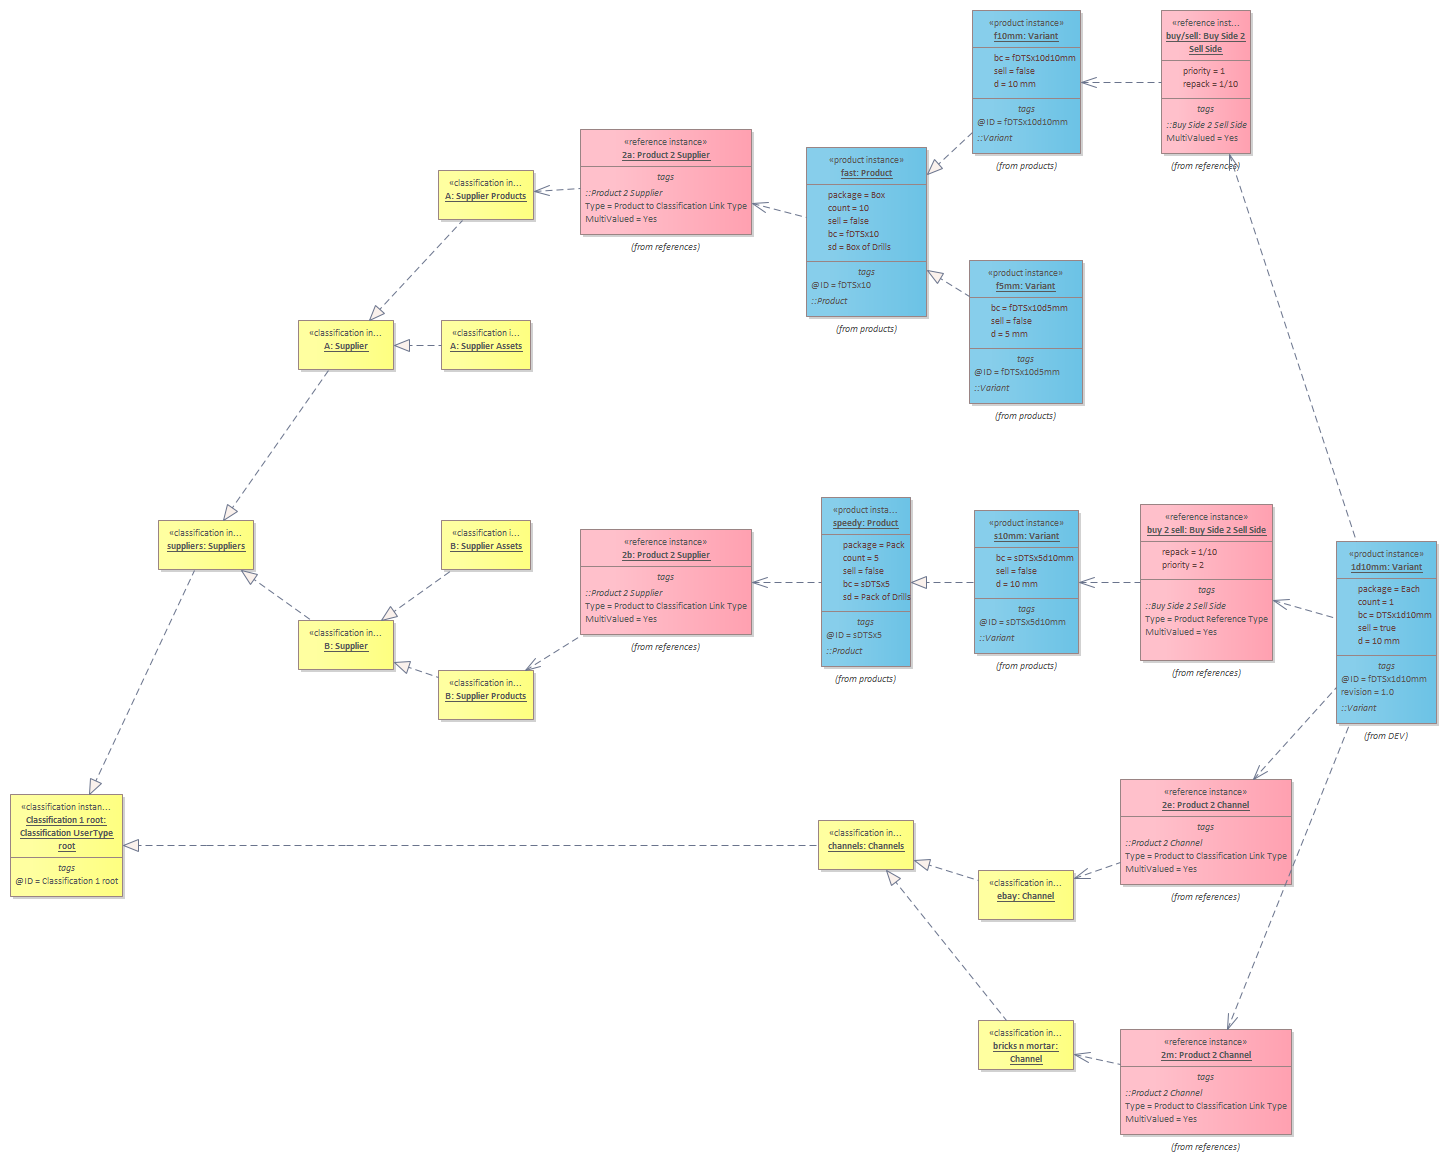 «product instance»
f10mm: Variant
bc = fDTSx10d10mm
sell = false
d = 10 mm
tags
@ID = fDTSx10d10mm
::Variant
(from products)
«reference inst...
buy/sell: Buy Side 2
Sell Side
priority = 1
repack = 1/10
tags
::Buy Side 2 Sell Side
MultiValued = Yes
(from references)
«reference instance»
2a: Product 2 Supplier
tags
::Product 2 Supplier
Type = Product to Classification Link Type
MultiValued = Yes
(from references)
«product instance»
fast: Product
package = Box
count = 10
sell = false
bc = fDTSx10
sd = Box of Drills
tags
@ID = fDTSx10
::Product
(from products)
«classification in...
A: Supplier Products
«product instance»
f5mm: Variant
bc = fDTSx10d5mm
sell = false
d = 5 mm
tags
@ID = fDTSx10d5mm
::Variant
(from products)
«classification in...
A: Supplier
«classification i...
A: Supplier Assets
«classification in...
suppliers: Suppliers
«classification i...
B: Supplier Assets
«reference instance»
2b: Product 2 Supplier
tags
::Product 2 Supplier
Type = Product to Classification Link Type
MultiValued = Yes
(from references)
«product insta...
speedy: Product
package = Pack
count = 5
sell = false
bc = sDTSx5
sd = Pack of Drills
tags
@ID = sDTSx5
::Product
(from products)
«product instance»
s10mm: Variant
bc = sDTSx5d10mm
sell = false
d = 10 mm
tags
@ID = sDTSx5d10mm
::Variant
(from products)
«reference instance»
buy 2 sell: Buy Side 2 Sell Side
repack = 1/10
priority = 2
tags
::Buy Side 2 Sell Side
Type = Product Reference Type
MultiValued = Yes
(from references)
«product instance»
1d10mm: Variant
package = Each
count = 1
bc = DTSx1d10mm
sell = true
d = 10 mm
tags
@ID = fDTSx1d10mm
revision = 1.0
::Variant
(from DEV)
«classification in...
B: Supplier
«classification in...
B: Supplier Products
«classification instan...
Classification 1 root:
Classification UserType
root
tags
@ID = Classification 1 root
«classification in...
channels: Channels
«classification in...
ebay: Channel
«reference instance»
2e: Product 2 Channel
tags
::Product 2 Channel
Type = Product to Classification Link Type
MultiValued = Yes
(from references)
«classification in...
bricks n mortar:
Channel
«reference instance»
2m: Product 2 Channel
tags
::Product 2 Channel
Type = Product to Classification Link Type
MultiValued = Yes
(from references)